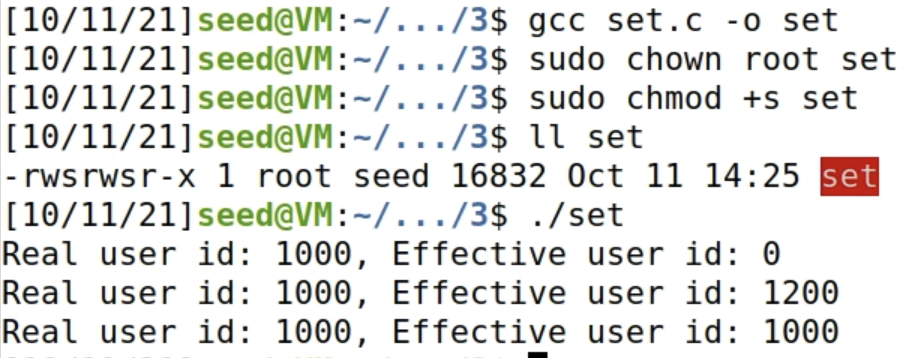 [10/11/21]seed@VM:~/.../3$ gcc set.c -o set
[10/11/21]seed@VM:~/.../3$ sudo chown root set
[10/11/21]seed@VM:~/.../3$ sudo chmod +s set
[10/11/21]seed@VM:~/.../3$ ll set
-rwsrwsr-x 1 root seed 16832 Oct 11 14:25 set
[10/11/21]seed@VM:~/.../3$ ./set
Real user id: 1000, Effective user id: 0
Real user id: 1000, Effective user id: 1200
Real user id: 1000, Effective user id: 1000